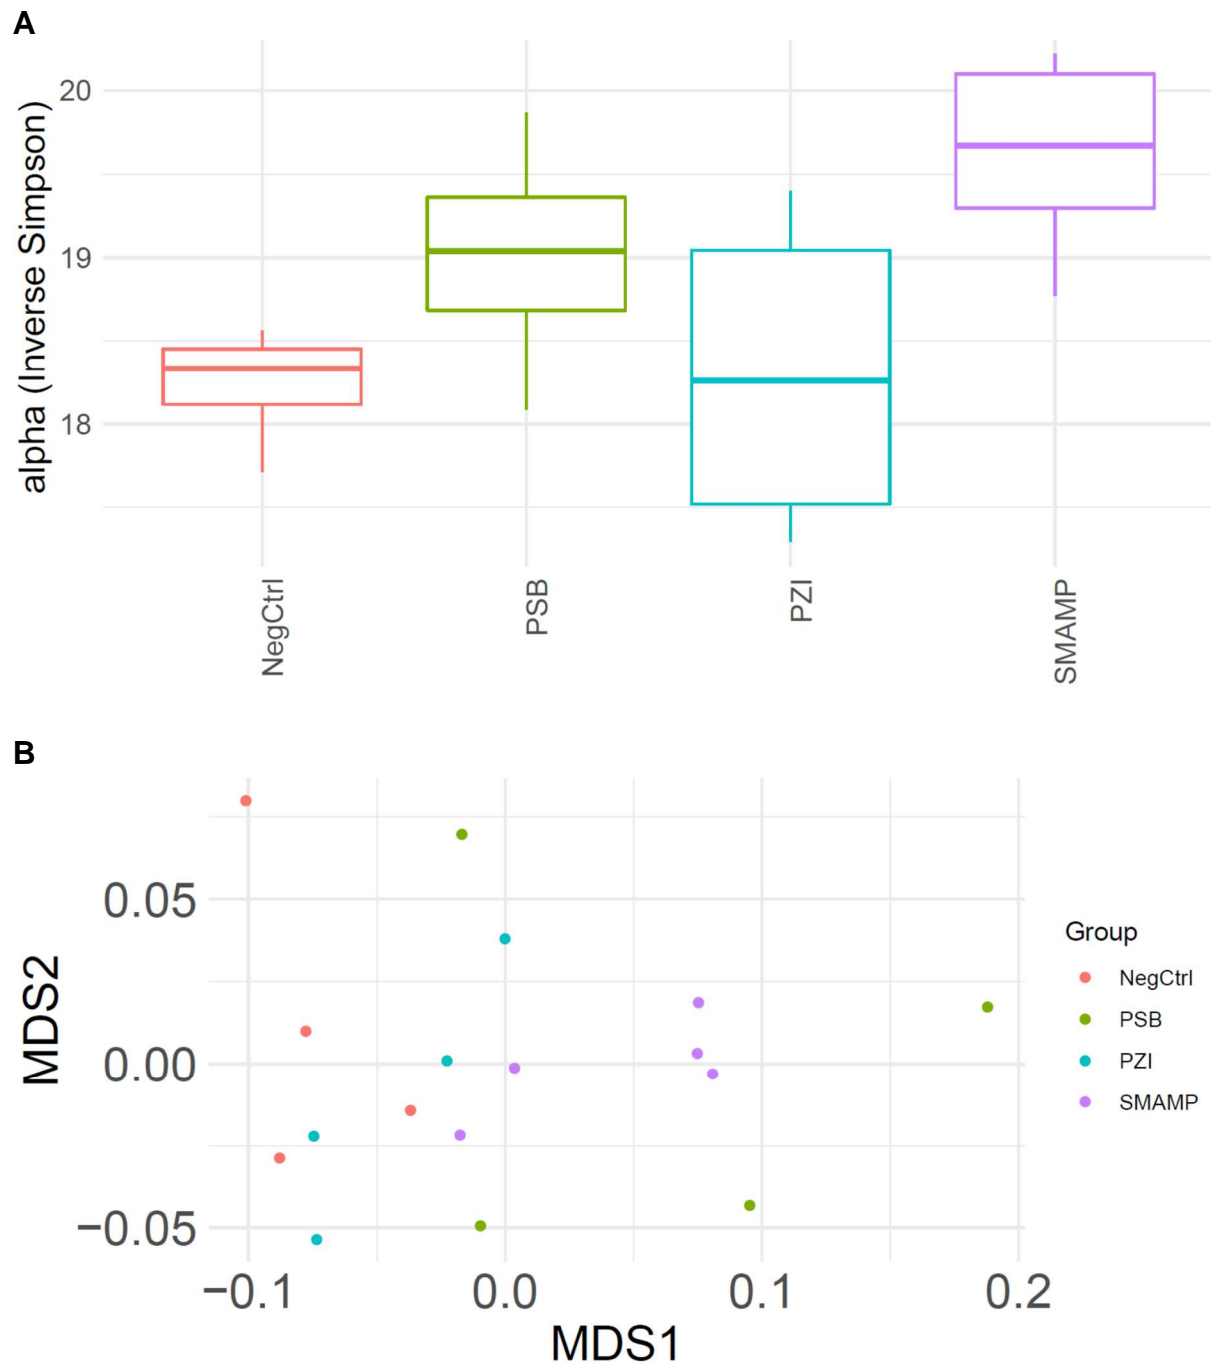 A
alpha (Inverse Simpson)
20
19
18
NegCtrl
PSB
PZI
SMAMP
B
MDS2
0.05
0.00
−0.05
−0.1
0.0
0.1
0.2
MDS1
Group
NegCtrl
PSB
PZI
SMAMP